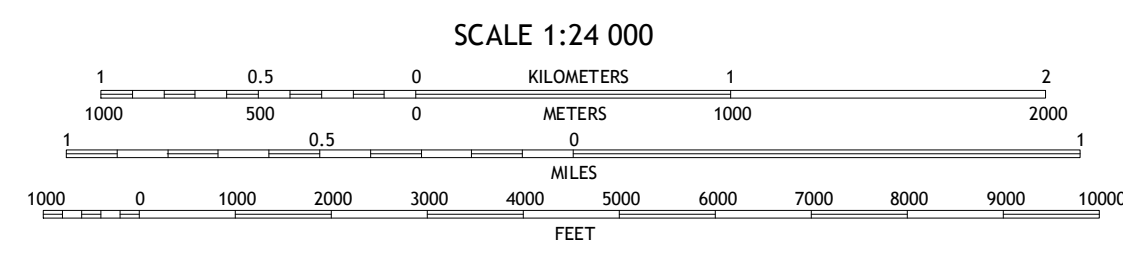 SCALE 1:24 000
1 0.5 0 KILOMETERS 1 2
1000 500 0 METERS 1000 2000
1 0.5 0 1
MILES
1000 0 1000 2000 3000 4000 5000 6000 7000 8000 9000 10000
FEET